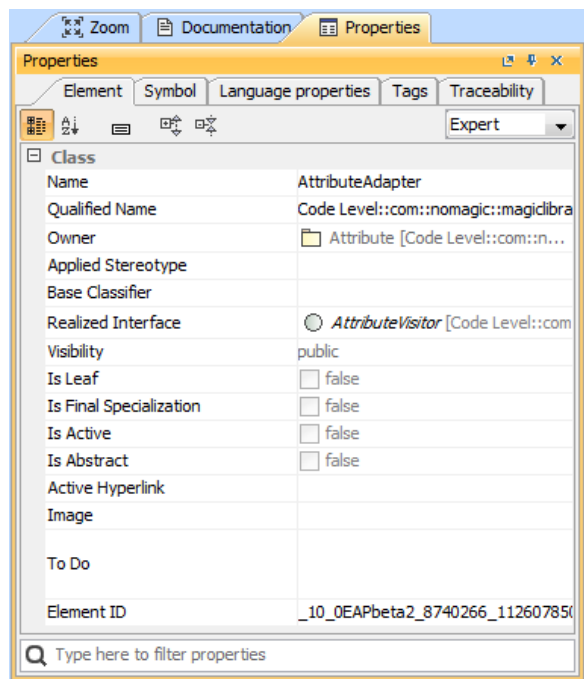 Zoom Documentation Properties
Properties
Element Symbol Language properties Tags Traceability
Expert
Class
Name AttributeAdapter
Qualified Name Code Level::com::nomagic::magiclibra
Owner Attribute [Code Level::com::n...
Applied Stereotype
Base Classifier
Realized Interface AttributeVisitor [Code Level::com
Visibility public
Is Leaf false
Is Final Specialization false
Is Active false
Is Abstract false
Active Hyperlink
Image
To Do
Element ID _10_0EAPbeta2_8740266_112607850
Type here to filter properties